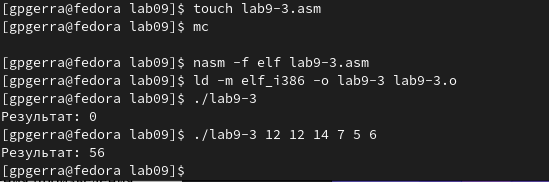 [gpgerra@fedora lab09]$ touch lab9-3.asm
[gpgerra@fedora lab09]$ mc
[gpgerra@fedora lab09]$ nasm -f elf lab9-3.asm
[gpgerra@fedora lab09]$ ld -m elf_i386 -o lab9-3 lab9-3.o
[gpgerra@fedora lab09]$ ./lab9-3
Результат: 0
[gpgerra@fedora lab09]$ ./lab9-3 12 12 14 7 5 6
Результат: 56
[gpgerra@fedora lab09]$